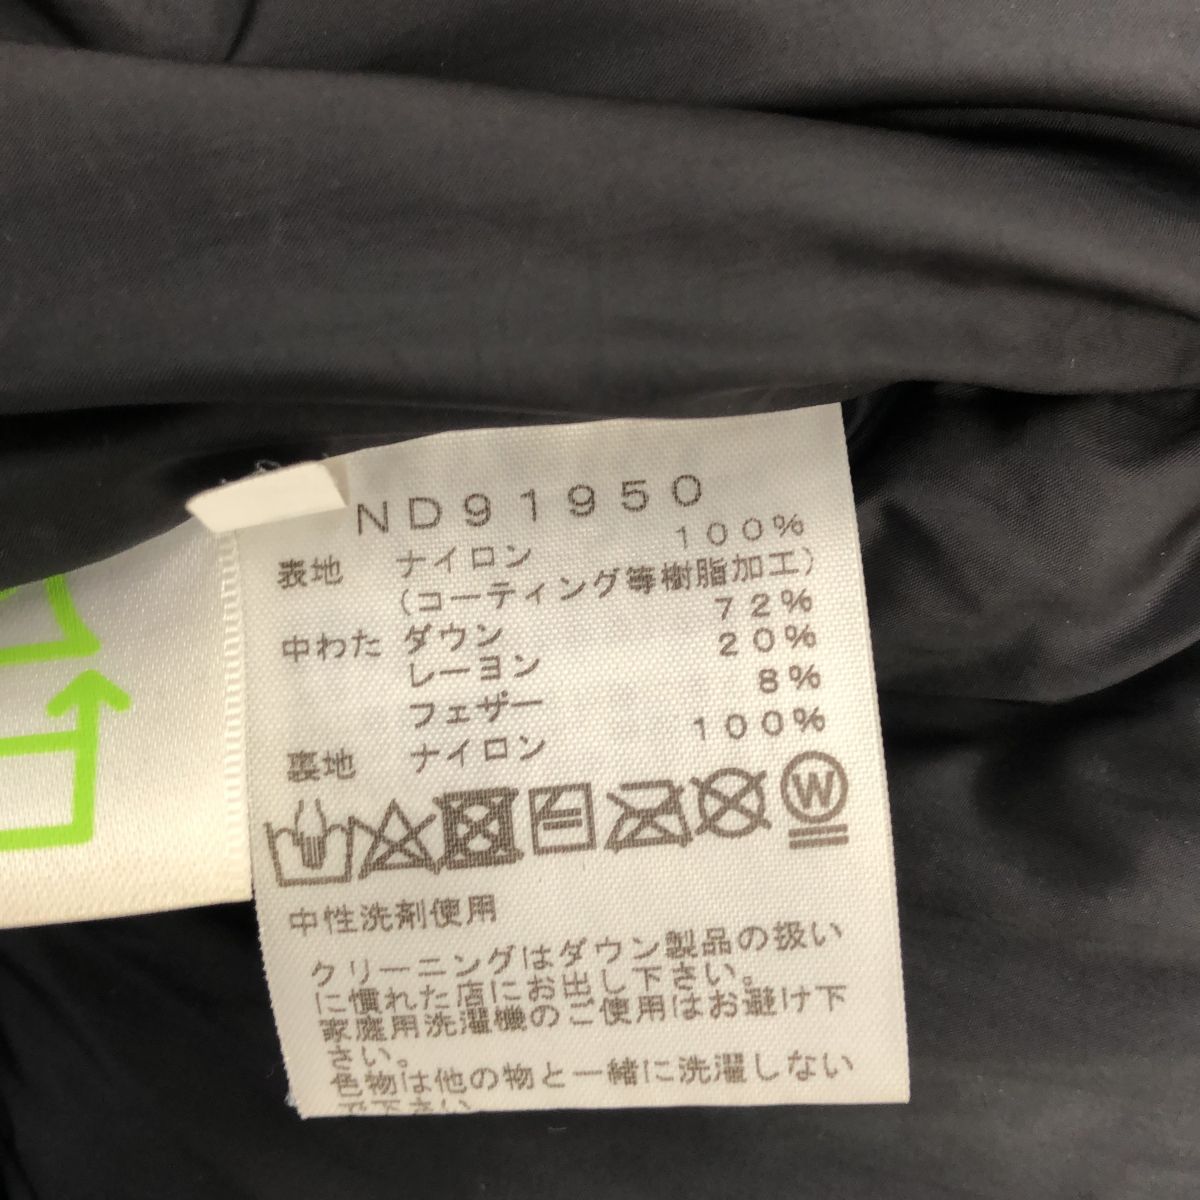 ND91950
表地 ナイロン 100%
(コーティング等樹脂加工)
中わた ダウン 72%
レーヨン 20%
フェザー 8%
裏地 ナイロン 100%
W
中性洗剤使用
クリーニングはダウン製品の扱い
に慣れた店にお出し下さい。
家庭用洗濯機のご使用はお避け下
さい。
色物は他の物と一緒に洗濯しない
で下さい